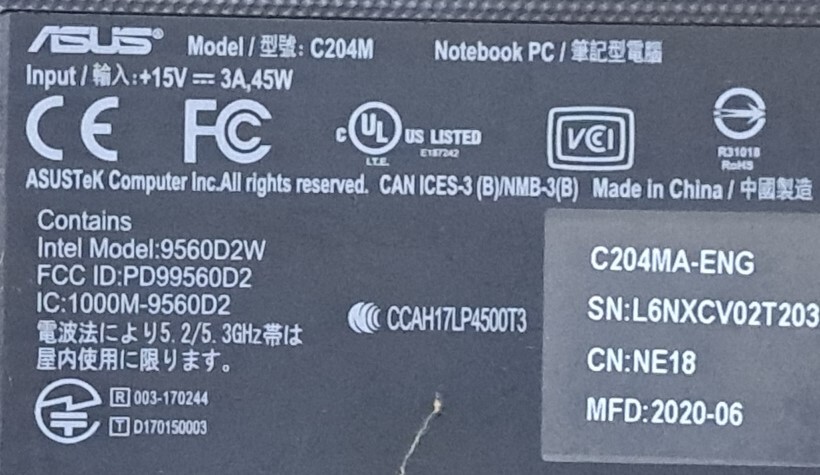 ASUS® Model / 型號: C204M Notebook PC / 筆記型電腦
Input / 輸入:+15V ⎓ 3A,45W
CE FC c UL US LISTED VCCI
I.T.E. E187242 R31018
RoHS
ASUSTeK Computer Inc.All rights reserved. CAN ICES-3 (B)/NMB-3(B) Made in China / 中國製造
Contains
Intel Model:9560D2W
FCC ID:PD99560D2
IC:1000M-9560D2
電波法により5.2/5.3GHz帯は
屋内使用に限ります。
R 003-170244
T D170150003
CCAH17LP4500T3
C204MA-ENG
SN:L6NXCV02T203
CN:NE18
MFD:2020-06